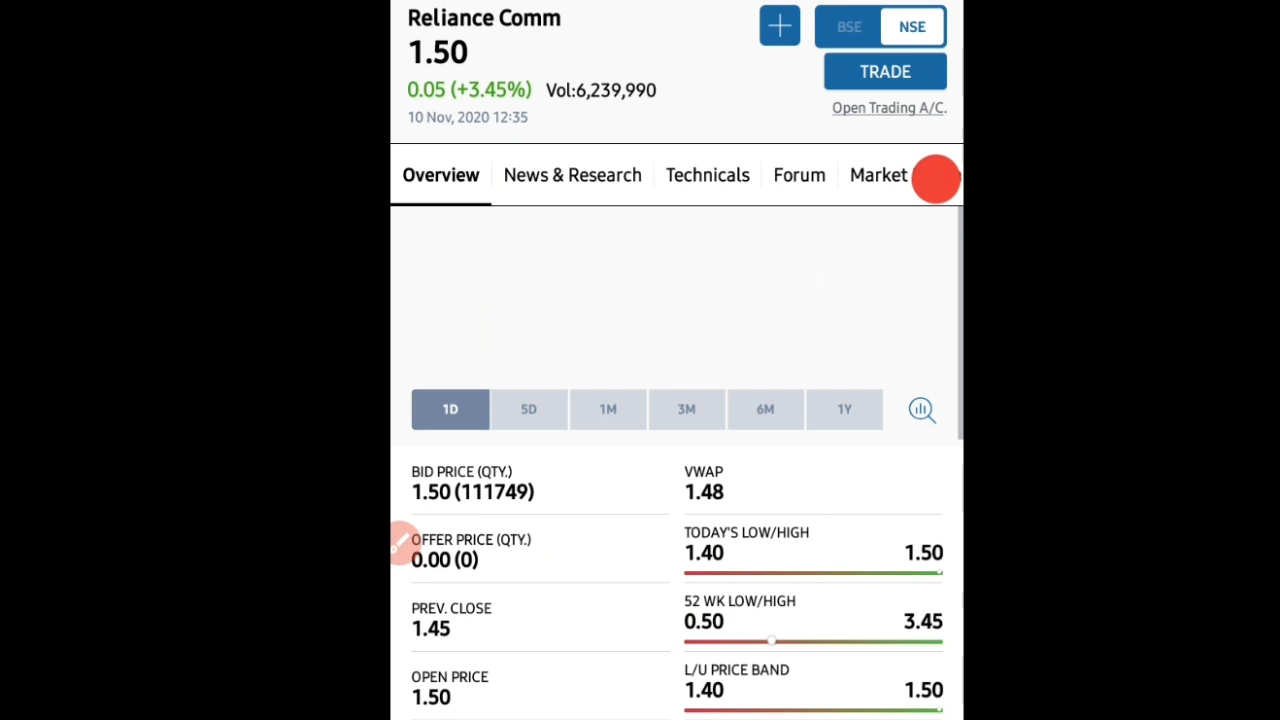 Reliance Comm
1.50
0.05 (+3.45%) Vol:6,239,990
10 Nov, 2020 12:35
BSE NSE
TRADE
Open Trading A/C.
Overview News & Research Technicals Forum Market
1D 5D 1M 3M 6M 1Y
BID PRICE (QTY.)
1.50 (111749)
VWAP
1.48
OFFER PRICE (QTY.)
0.00 (0)
TODAY'S LOW/HIGH
1.40 1.50
PREV. CLOSE
1.45
52 WK LOW/HIGH
0.50 3.45
OPEN PRICE
1.50
L/U PRICE BAND
1.40 1.50